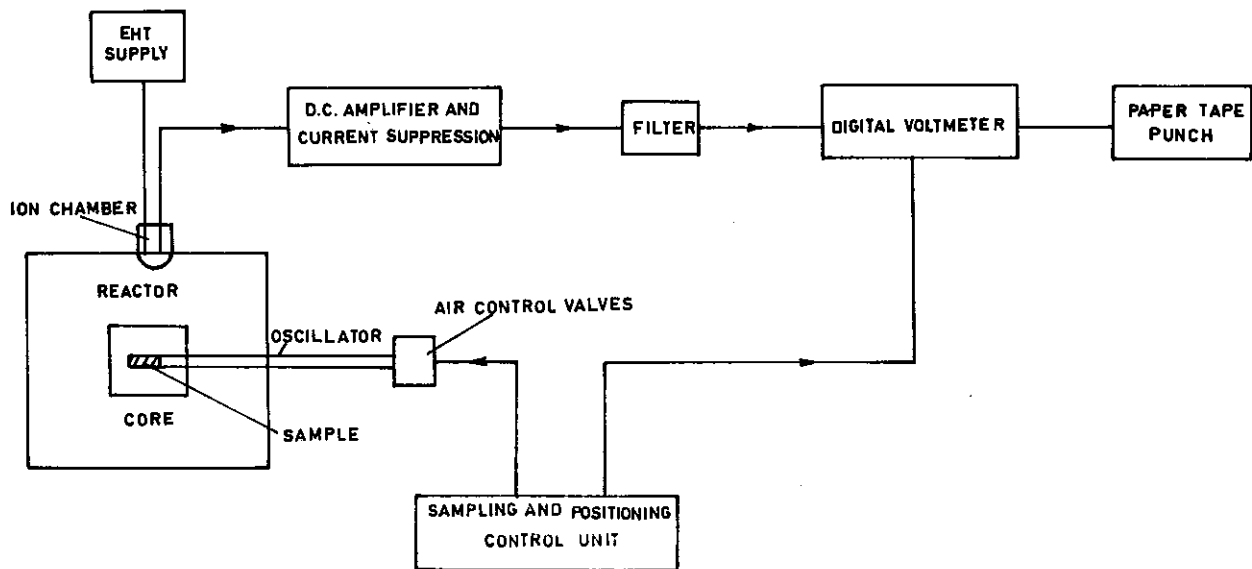 EHT
SUPPLY
D.C. AMPLIFIER AND
CURRENT SUPPRESSION
FILTER
DIGITAL VOLTMETER
PAPER TAPE
PUNCH
ION CHAMBER
REACTOR
AIR CONTROL VALVES
OSCILLATOR
CORE
SAMPLE
SAMPLING AND POSITIONING
CONTROL UNIT